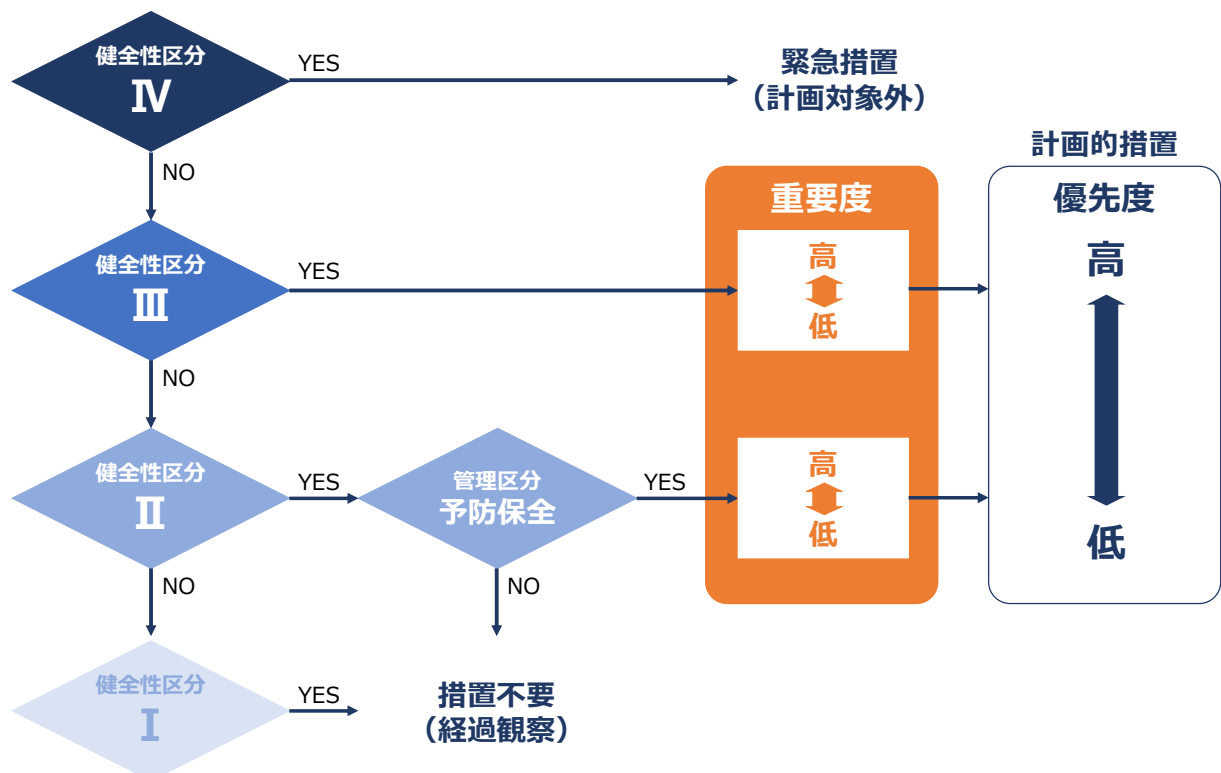 健全性区分
Ⅳ
YES
緊急措置
（計画対象外）
NO
計画的措置
重要度
優先度
健全性区分
Ⅲ
YES
高
低
高
NO
健全性区分
Ⅱ
YES
管理区分
予防保全
YES
高
低
低
NO
NO
健全性区分
Ⅰ
YES
措置不要
（経過観察）